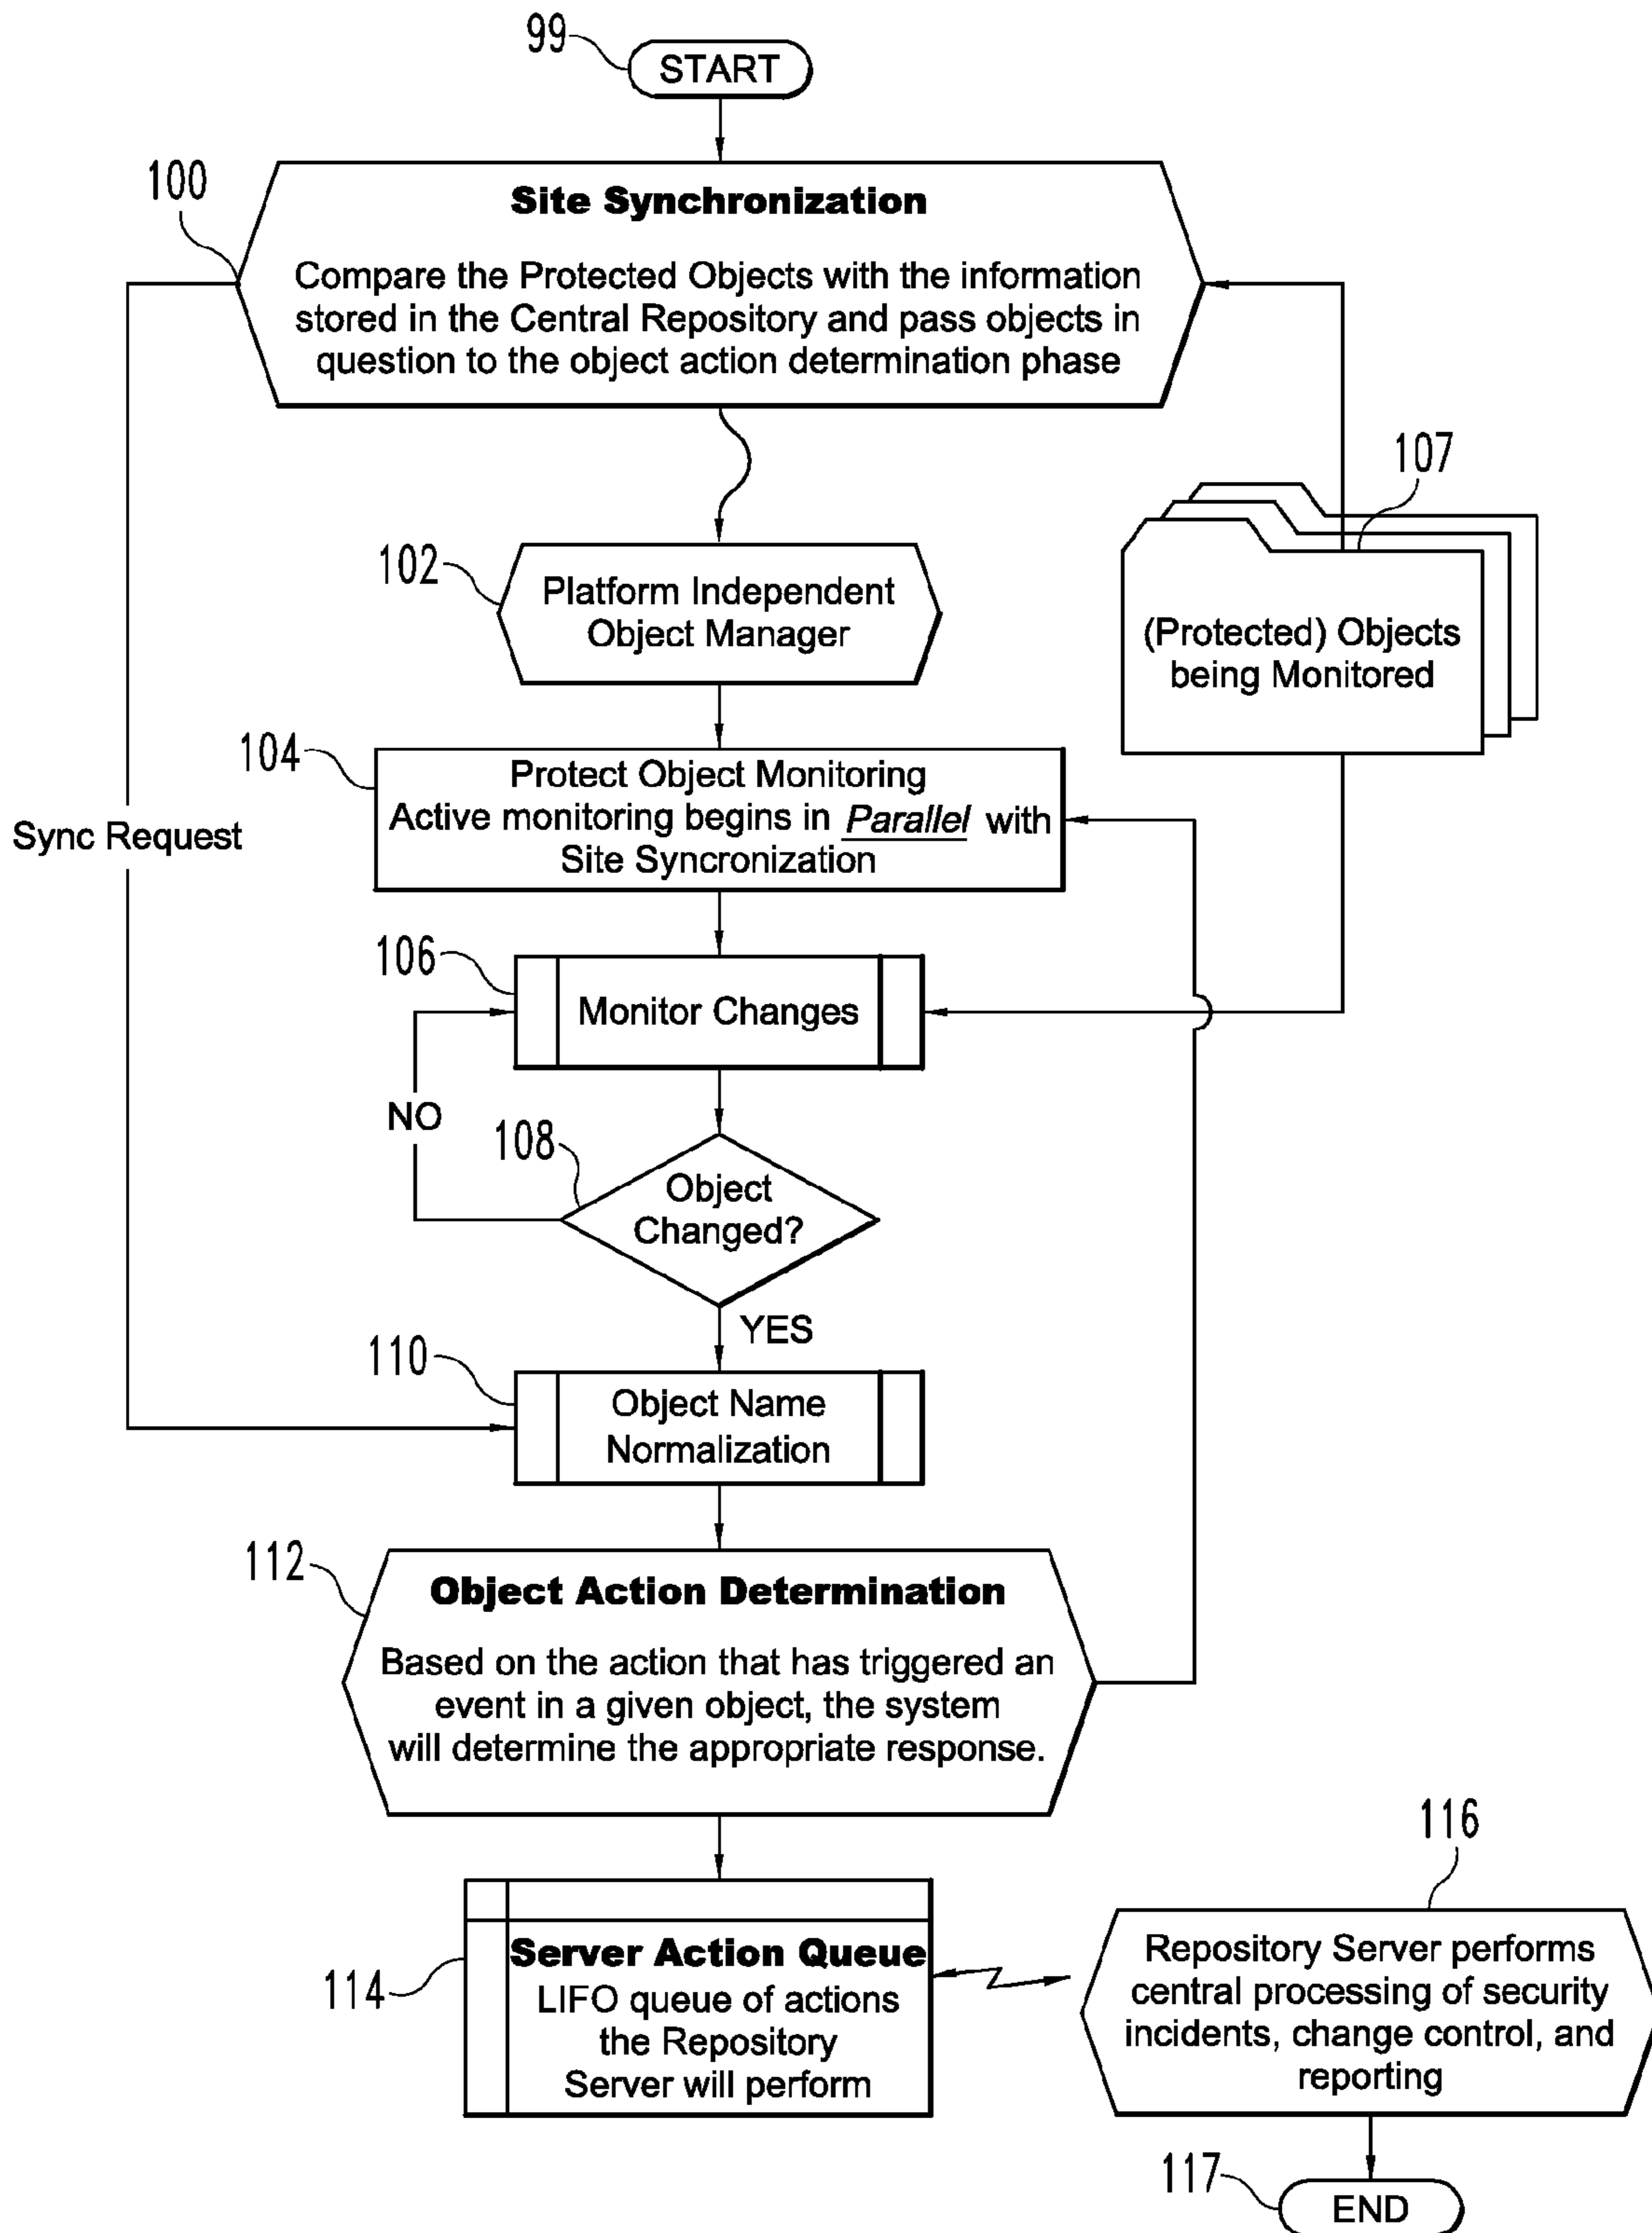 99
START
100
Site Synchronization
Compare the Protected Objects with the information
stored in the Central Repository and pass objects in
question to the object action determination phase
107
102
Platform Independent
Object Manager
(Protected) Objects
being Monitored
104
Protect Object Monitoring
Active monitoring begins in Parallel with
Site Syncronization
Sync Request
106
Monitor Changes
NO
108
Object
Changed?
YES
110
Object Name
Normalization
112
Object Action Determination
Based on the action that has triggered an
event in a given object, the system
will determine the appropriate response.
114
Server Action Queue
LIFO queue of actions
the Repository
Server will perform
116
Repository Server performs
central processing of security
incidents, change control, and
reporting
117
END